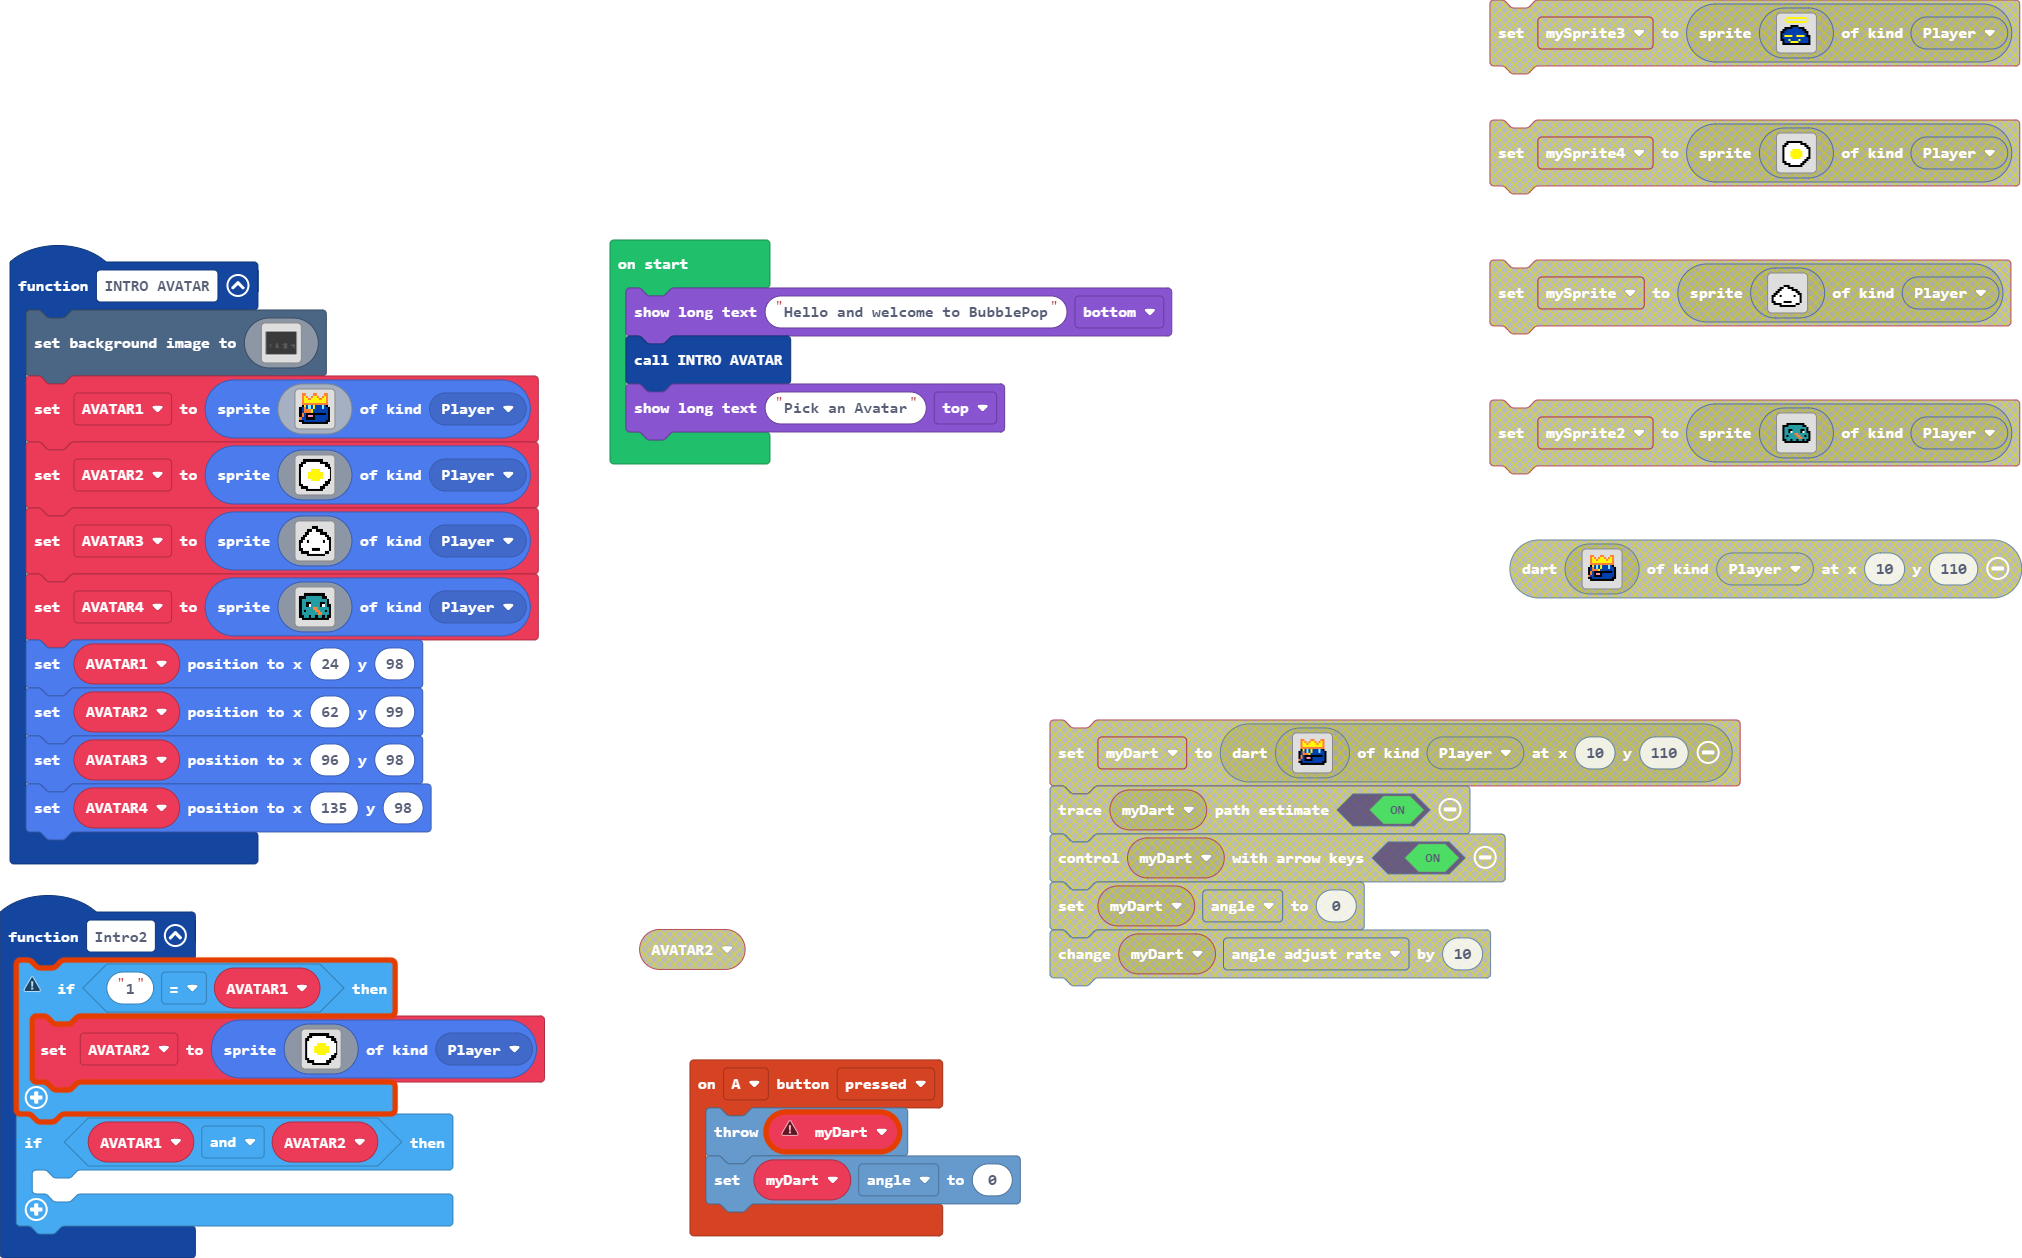 set mySprite3 to sprite of kind Player
set mySprite4 to sprite of kind Player
set mySprite to sprite of kind Player
set mySprite2 to sprite of kind Player
dart of kind Player at x 10 y 110
function INTRO AVATAR
set background image to
set AVATAR1 to sprite of kind Player
set AVATAR2 to sprite of kind Player
set AVATAR3 to sprite of kind Player
set AVATAR4 to sprite of kind Player
set AVATAR1 position to x 24 y 98
set AVATAR2 position to x 62 y 99
set AVATAR3 position to x 96 y 98
set AVATAR4 position to x 135 y 98
on start
show long text "Hello and welcome to BubblePop" bottom
call INTRO AVATAR
show long text "Pick an Avatar" top
set myDart to dart of kind Player at x 10 y 110
trace myDart path estimate ON
control myDart with arrow keys ON
set myDart angle to 0
change myDart angle adjust rate by 10
function Intro2
if "1" = AVATAR1 then
set AVATAR2 to sprite of kind Player
if AVATAR1 and AVATAR2 then
AVATAR2
on A button pressed
throw myDart
set myDart angle to 0